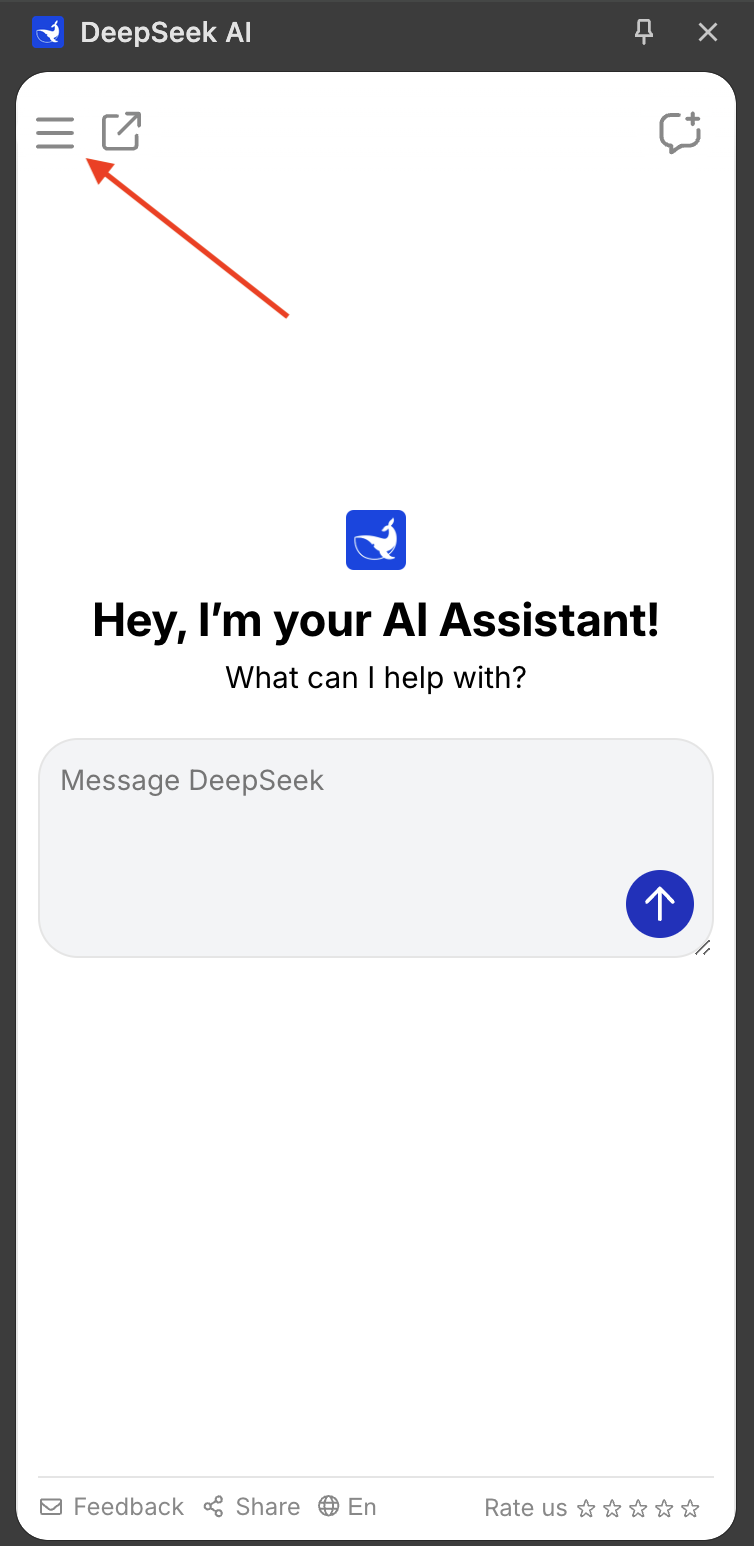 DeepSeek AI
Hey, I’m your AI Assistant!
What can I help with?
Message DeepSeek
Feedback Share En Rate us